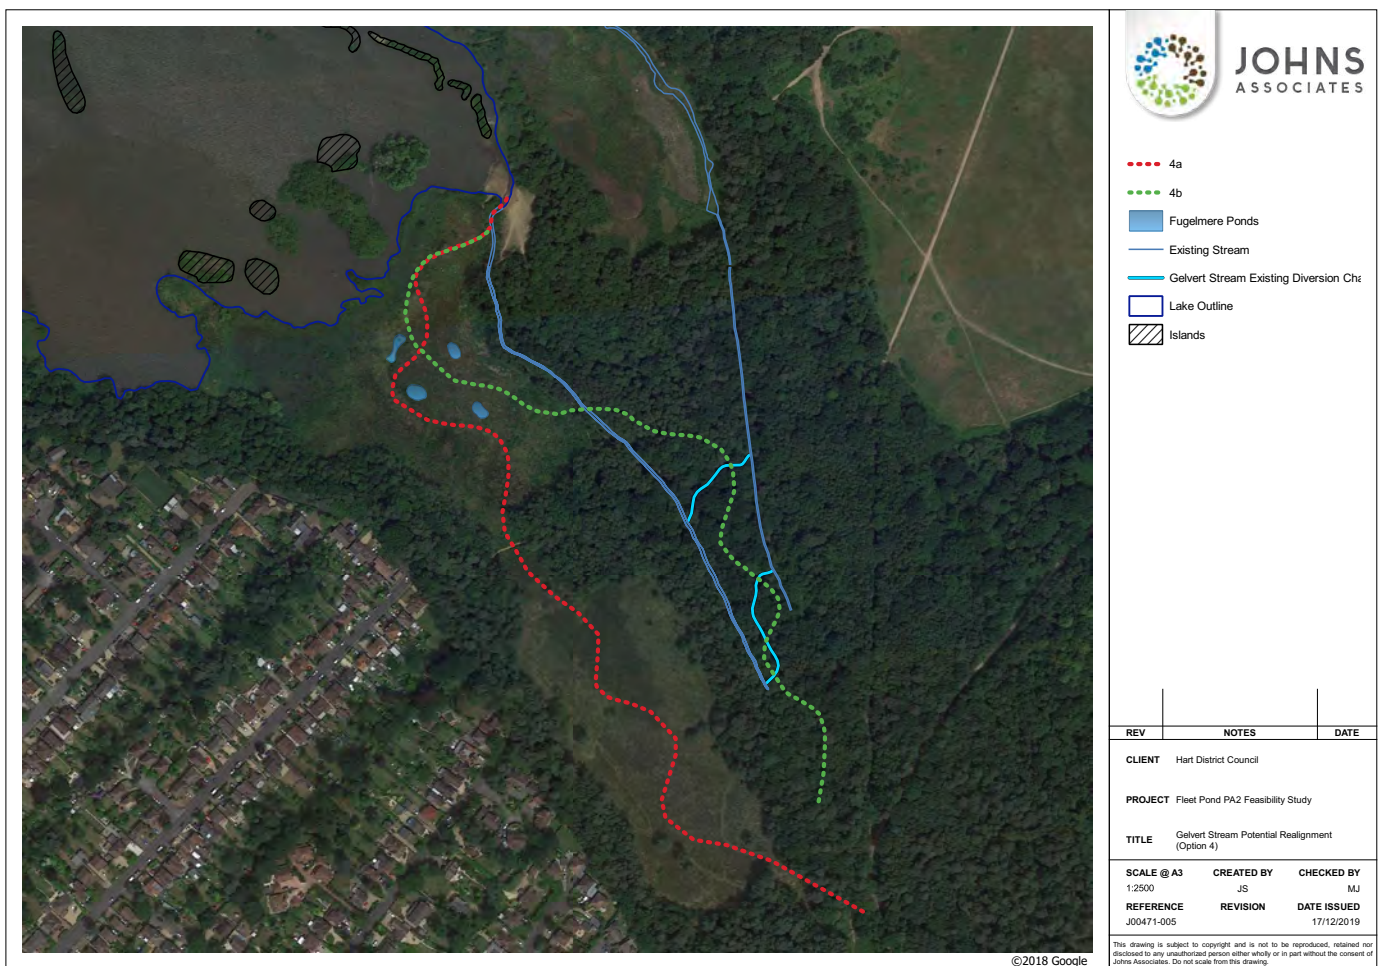 JOHNS
ASSOCIATES
4a
4b
Fugelmere Ponds
Existing Stream
Gelvert Stream Existing Diversion Cha
Lake Outline
Islands
REV NOTES DATE
CLIENT Hart District Council
PROJECT Fleet Pond PA2 Feasibility Study
TITLE Gelvert Stream Potential Realignment
(Option 4)
SCALE @ A3 CREATED BY CHECKED BY
1:2500 JS MJ
REFERENCE REVISION DATE ISSUED
J00471-005 17/12/2019
This drawing is subject to copyright and is not to be reproduced, retained nor
disclosed to any unauthorized person either wholly or in part without the consent of
Johns Associates. Do not scale from this drawing.
©2018 Google